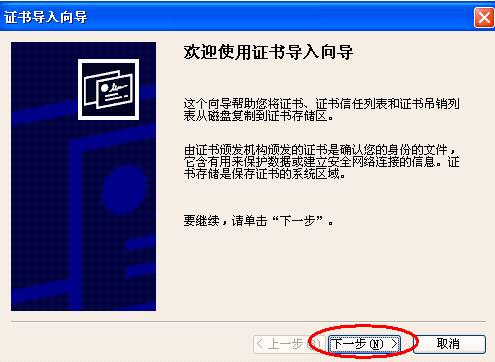 证书导入向导
欢迎使用证书导入向导
这个向导帮助您将证书、证书信任列表和证书吊销列
表从磁盘复制到证书存储区。
由证书颁发机构颁发的证书是确认您的身份的文件，
它含有用来保护数据或建立安全网络连接的信息。证
书存储是保存证书的系统区域。
要继续，请单击“下一步”。
< 上一步
下一步(N) >
取消